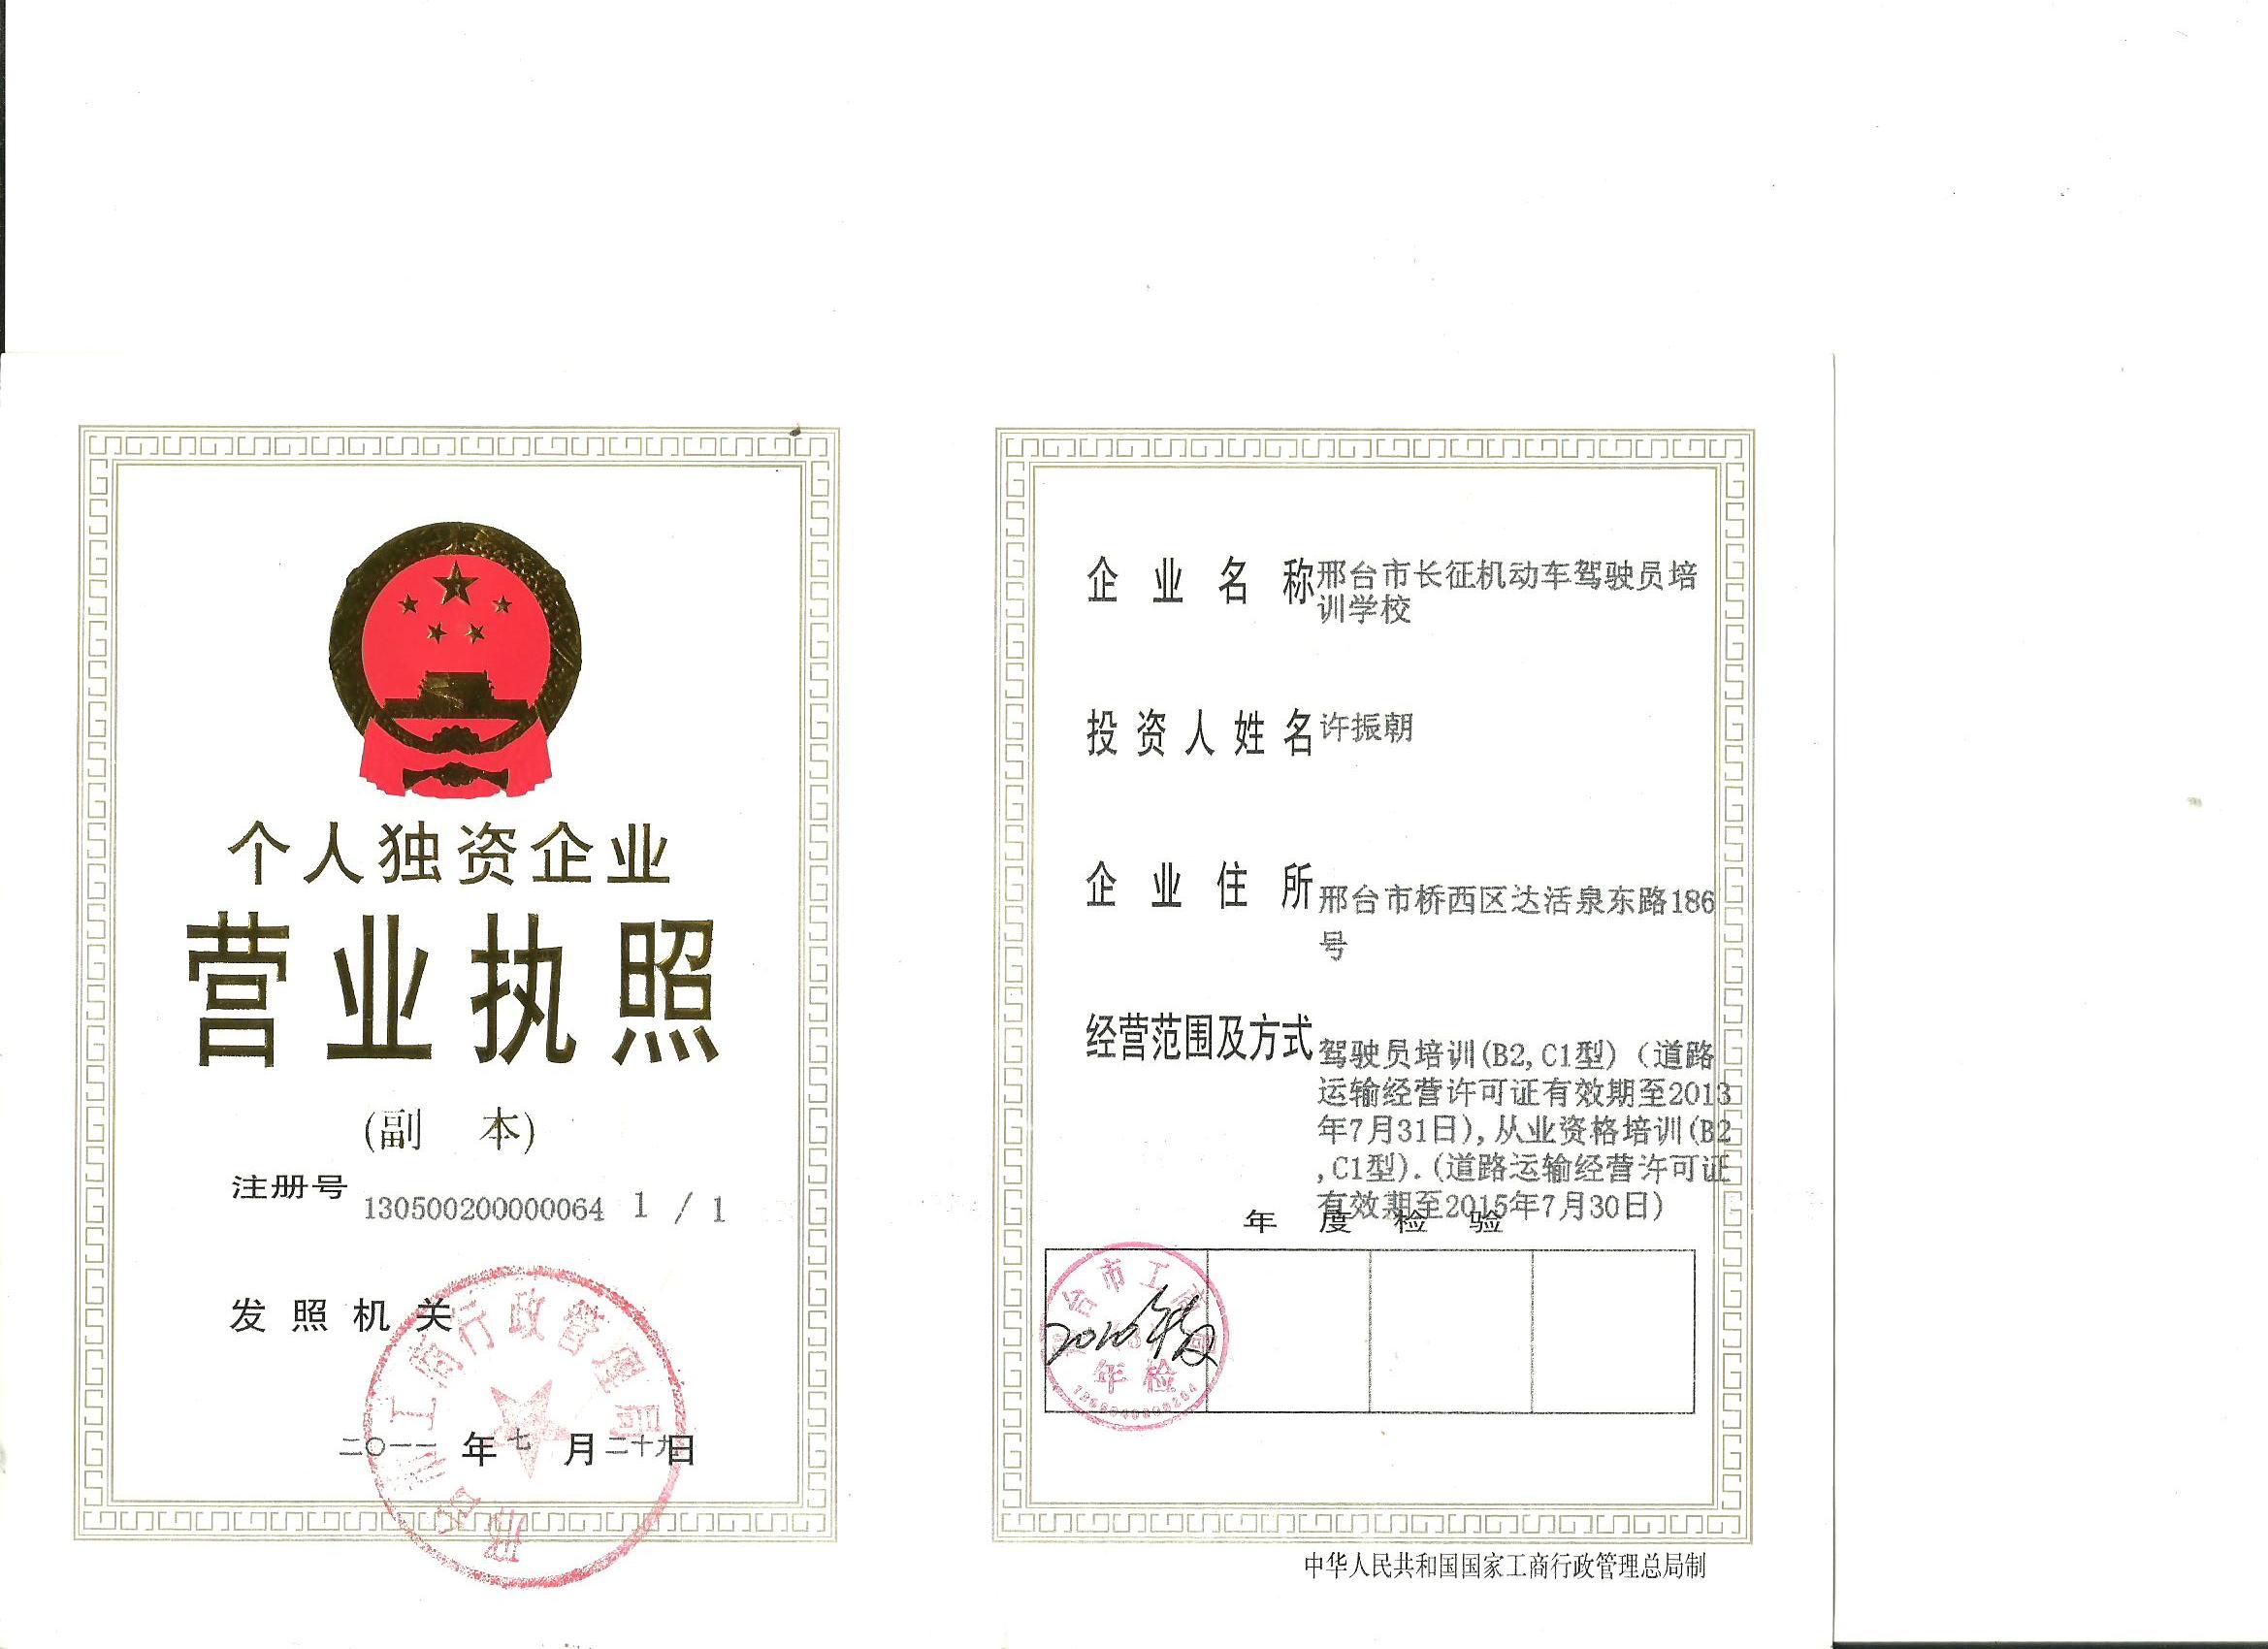 个人独资企业
营业执照
(副 本)
注册号 130500200000064 1 / 1
发照机关
邢台市工商行政管理局
二〇一一年七月二十九日
企业名称 邢台市长征机动车驾驶员培
训学校
投资人姓名 许振朝
企业住所 邢台市桥西区达活泉东路186
号
经营范围及方式 驾驶员培训(B2,C1型)(道路
运输经营许可证有效期至2013
年7月31日),从业资格培训(B2
,C1型).(道路运输经营许可证
有效期至2015年7月30日)
年度检验
台市工商
2010年度
年检
中华人民共和国国家工商行政管理总局制